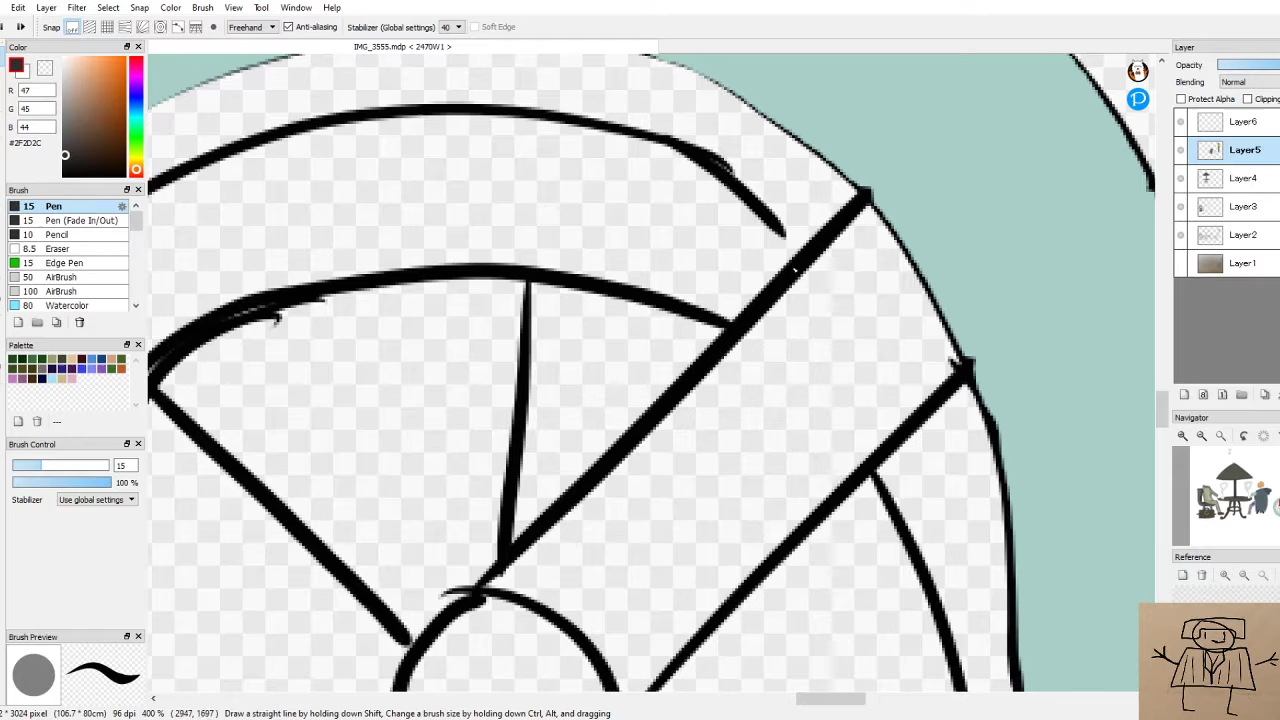 Edit Layer Filter Select Snap Color Brush View Tool Window Help
Snap off Freehand Anti-aliasing Stabilizer (Global settings) 40 Soft Edge
Color
IMG_3555.mdp < 2470W1 >
R 47
G 45
B 44
#2F2D2C
Brush
15 Pen
15 Pen (Fade In/Out)
10 Pencil
8.5 Eraser
15 Edge Pen
50 AirBrush
100 AirBrush
80 Watercolor
Palette
---
Brush Control
15
100 %
Stabilizer Use global settings
Brush Preview
Layer
Opacity
Blending Normal
Protect Alpha Clipping
Layer6
Layer5
Layer4
Layer3
Layer2
Layer1
Navigator
Reference
* 3024 pixel (106.7 * 80cm) 96 dpi 400 % ( 2947, 1697 ) Draw a straight line by holding down Shift, Change a brush size by holding down Ctrl, Alt, and dragging